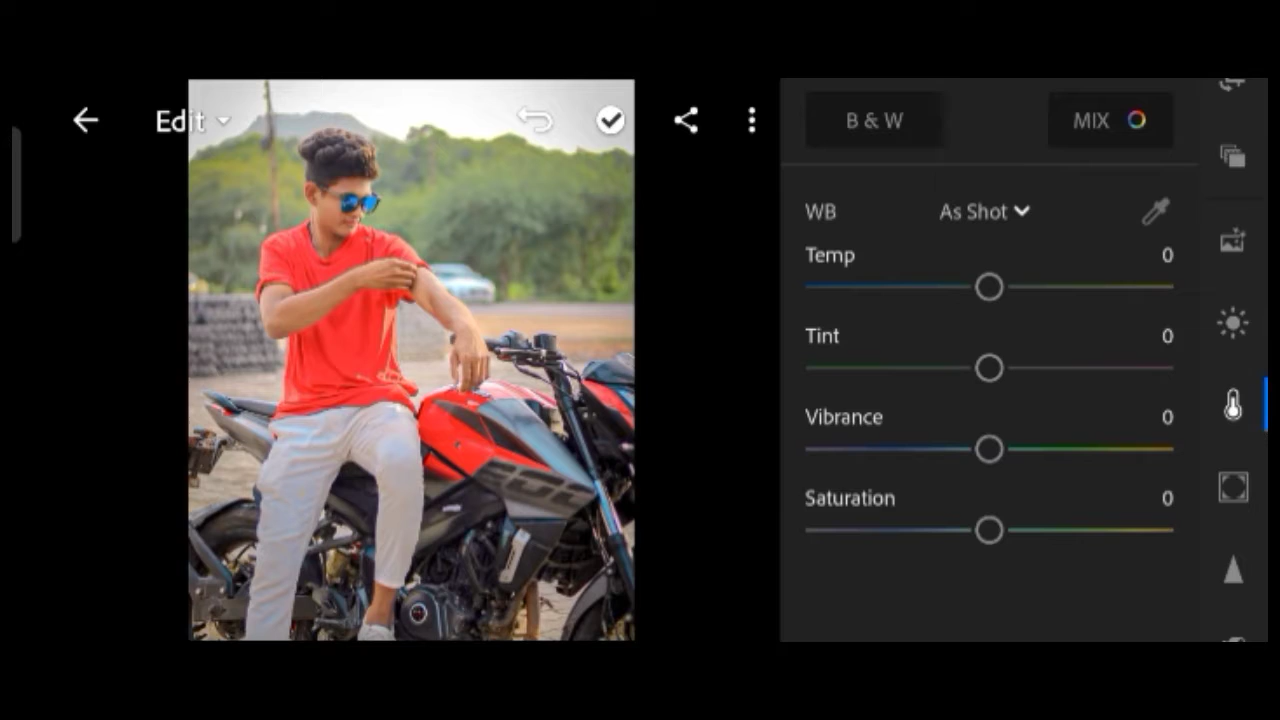 Edit
B & W
MIX
WB
As Shot
Temp
0
Tint
0
Vibrance
0
Saturation
0